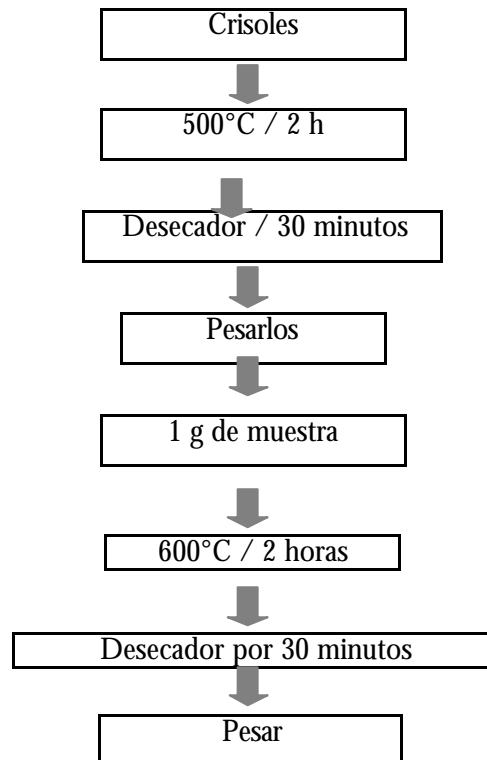 Crisoles
500°C / 2 h
Desecador / 30 minutos
Pesarlos
1 g de muestra
600°C / 2 horas
Desecador por 30 minutos
Pesar